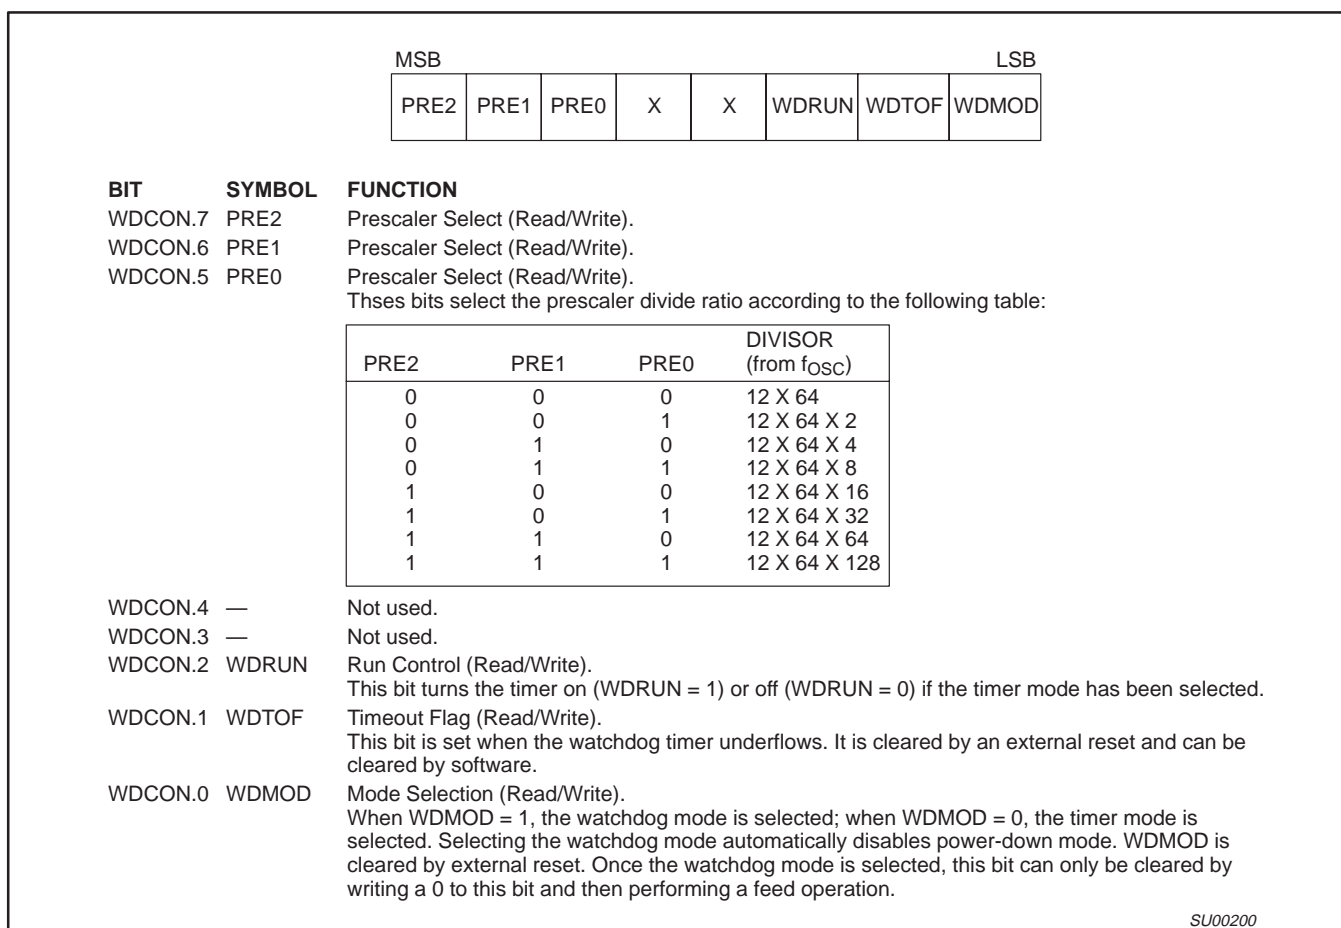 MSB LSB
PRE2 PRE1 PRE0 X X WDRUN WDTOF WDMOD
BIT SYMBOL FUNCTION
WDCON.7 PRE2 Prescaler Select (Read/Write).
WDCON.6 PRE1 Prescaler Select (Read/Write).
WDCON.5 PRE0 Prescaler Select (Read/Write).
Thses bits select the prescaler divide ratio according to the following table:
DIVISOR
PRE2 PRE1 PRE0 (from fOSC)
0 0 0 12 X 64
0 0 1 12 X 64 X 2
0 1 0 12 X 64 X 4
0 1 1 12 X 64 X 8
1 0 0 12 X 64 X 16
1 0 1 12 X 64 X 32
1 1 0 12 X 64 X 64
1 1 1 12 X 64 X 128
WDCON.4 — Not used.
WDCON.3 — Not used.
WDCON.2 WDRUN Run Control (Read/Write).
This bit turns the timer on (WDRUN = 1) or off (WDRUN = 0) if the timer mode has been selected.
WDCON.1 WDTOF Timeout Flag (Read/Write).
This bit is set when the watchdog timer underflows. It is cleared by an external reset and can be
cleared by software.
WDCON.0 WDMOD Mode Selection (Read/Write).
When WDMOD = 1, the watchdog mode is selected; when WDMOD = 0, the timer mode is
selected. Selecting the watchdog mode automatically disables power-down mode. WDMOD is
cleared by external reset. Once the watchdog mode is selected, this bit can only be cleared by
writing a 0 to this bit and then performing a feed operation.
SU00200